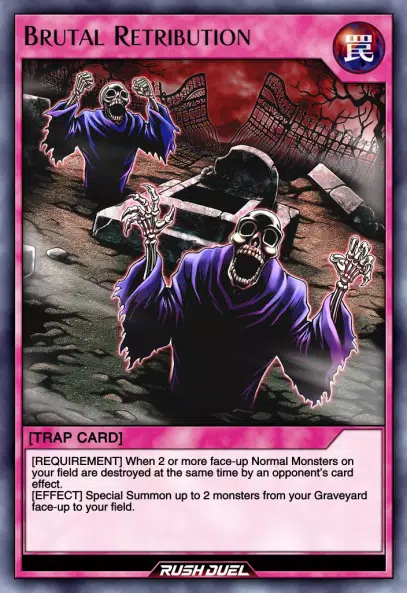 Brutal Retribution
罠
[TRAP CARD]
[REQUIREMENT] When 2 or more face-up Normal Monsters on
your field are destroyed at the same time by an opponent's card
effect.
[EFFECT] Special Summon up to 2 monsters from your Graveyard
face-up to your field.
RUSH DUEL